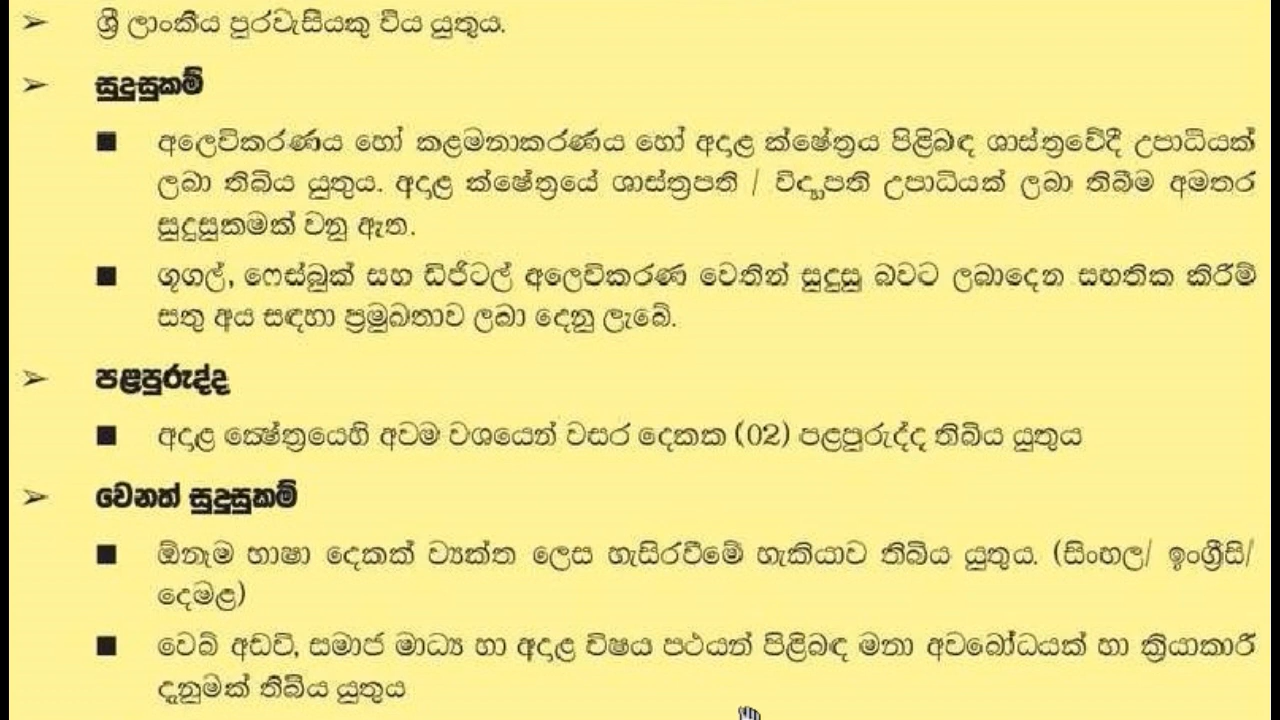 ➢ ශ්‍රී ලාංකීය පුරවැසියකු විය යුතුය.
➢ සුදුසුකම්
■ අලෙවිකරණය හෝ කළමනාකරණය හෝ අදාළ ක්ෂේත්‍රය පිළිබඳ ශාස්ත්‍රවේදී උපාධියක්
ලබා තිබිය යුතුය. අදාළ ක්ෂේත්‍රයේ ශාස්ත්‍රපති / විද්‍යාපති උපාධියක් ලබා තිබීම අමතර
සුදුසුකමක් වනු ඇත.
■ ගූගල්, ෆේස්බුක් සහ ඩිජිටල් අලෙවිකරණ වෙතින් සුදුසු බවට ලබාදෙන සහතික කිරීම්
සතු අය සඳහා ප්‍රමුඛතාව ලබා දෙනු ලැබේ.
➢ පළපුරුද්ද
■ අදාළ ක්‍ෂේත්‍රයෙහි අවම වශයෙන් වසර දෙකක (02) පළපුරුද්ද තිබිය යුතුය
➢ වෙනත් සුදුසුකම්
■ ඕනෑම භාෂා දෙකක් ව්‍යක්ත ලෙස හැසිරවීමේ හැකියාව තිබිය යුතුය. (සිංහල/ ඉංග්‍රීසි/
දෙමළ)
■ වෙබ් අඩවි, සමාජ මාධ්‍ය හා අදාළ විෂය පථයන් පිළිබඳ මනා අවබෝධයක් හා ක්‍රියාකාරී
දැනුමක් තිබිය යුතුය